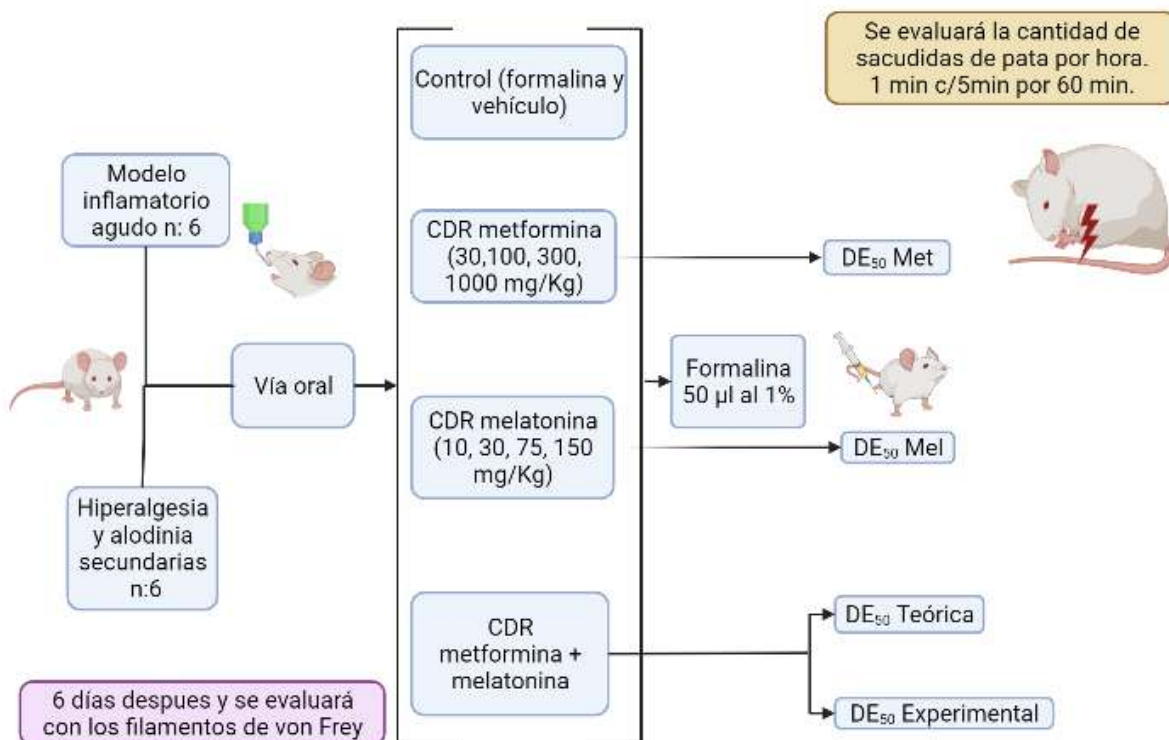 Modelo
inflamatorio
agudo n: 6
Hiperalgesia
y alodinia
secundarias
n:6
6 días despues y se evaluará
con los filamentos de von Frey
Vía oral
Control (formalina y
vehículo)
CDR metformina
(30,100, 300,
1000 mg/Kg)
CDR melatonina
(10, 30, 75, 150
mg/Kg)
CDR
metformina +
melatonina
Formalina
50 µl al 1%
Se evaluará la cantidad de
sacudidas de pata por hora.
1 min c/5min por 60 min.
DE₅₀ Met
DE₅₀ Mel
DE₅₀ Teórica
DE₅₀ Experimental